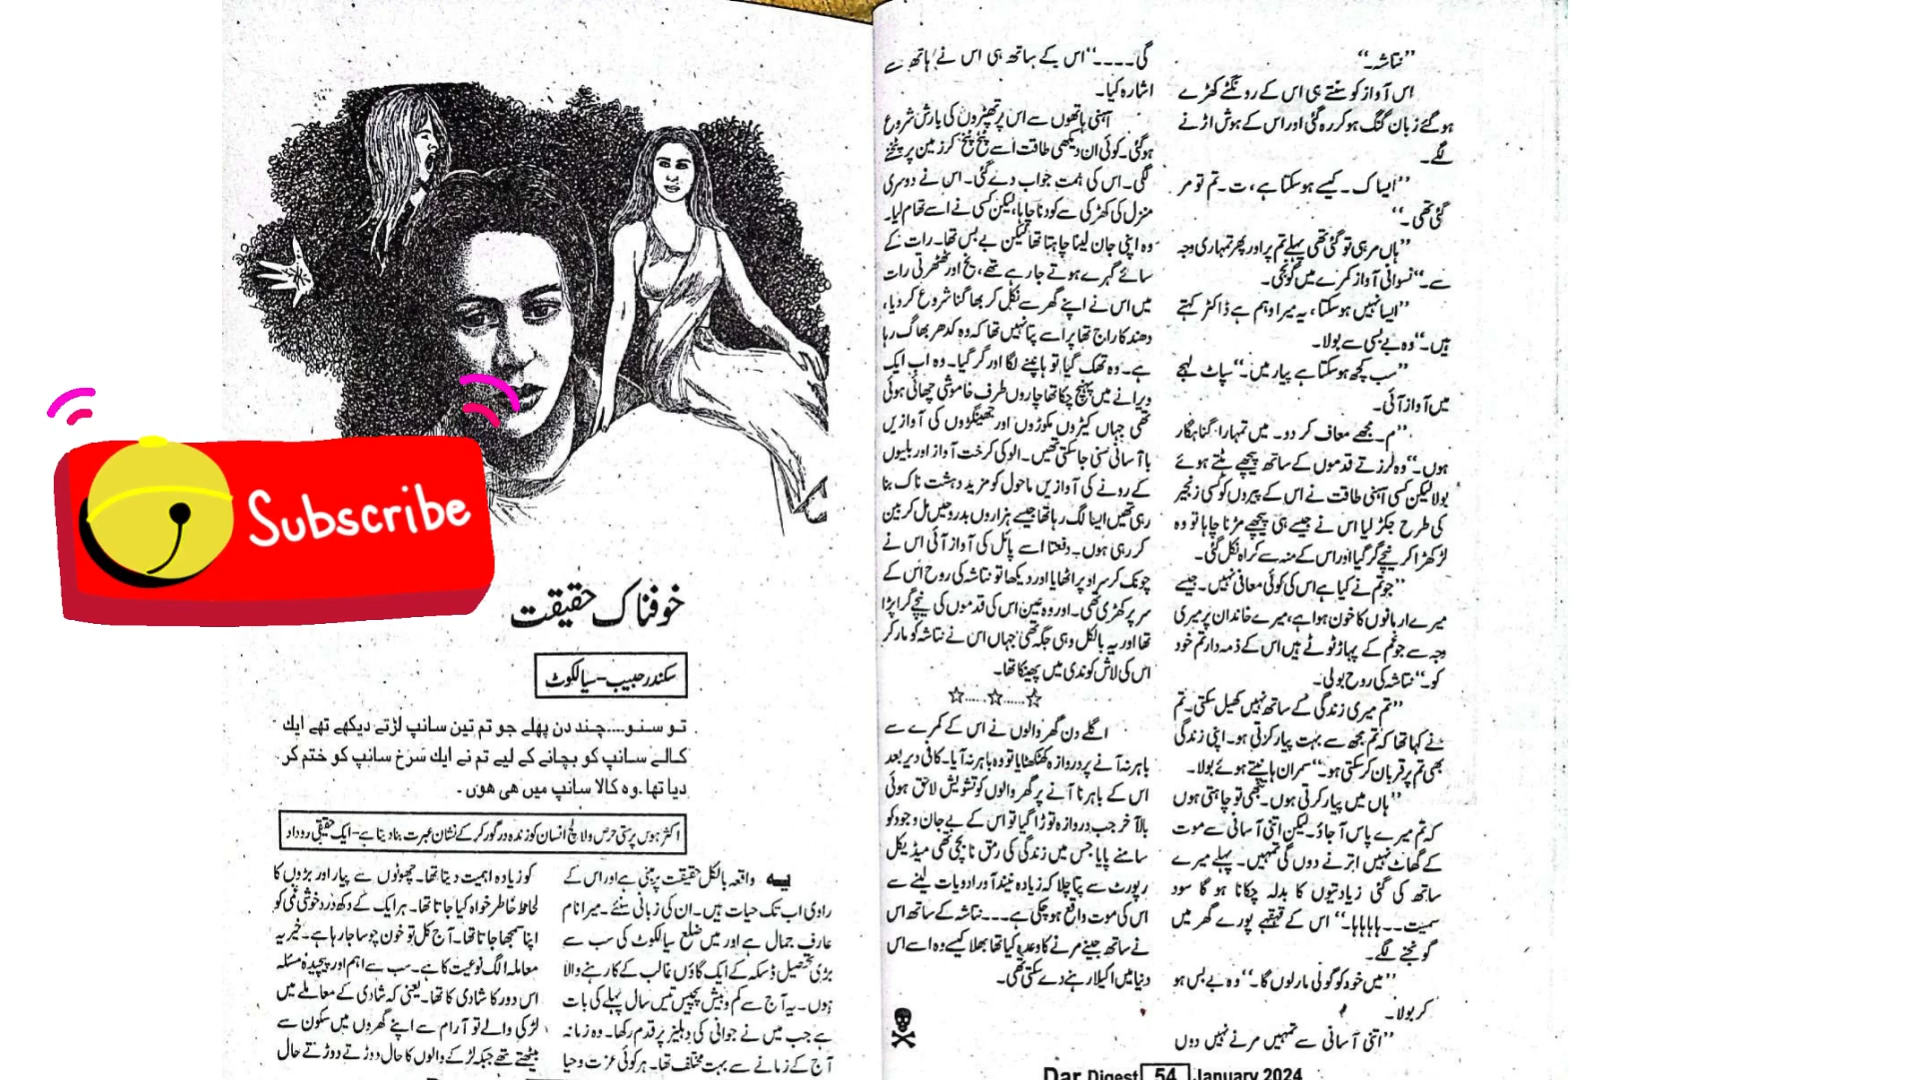 ’’نتاشہ۔‘‘
اس آواز کو سنتے ہی اس کے رونگٹے کھڑے
ہوگئے زبان گنگ ہو کر رہ گئی اور اس کے ہوش اڑنے
لگے۔
’’ایسا ک۔ کیسے ہوسکتا ہے، ت۔ تم تو مر
گئی تھی۔‘‘
’’ہاں مر ہی تو گئی تھی پہلے تم پر اور پھر تمہاری وجہ
سے۔‘‘ نسوانی آواز کمرے میں گونجی۔
’’ایسا نہیں ہوسکتا، یہ میرا وہم ہے ڈاکٹر کہتے
ہیں۔‘‘ وہ بے بسی سے بولا۔
’’سب کچھ ہوسکتا ہے پیار میں۔‘‘ سپاٹ لہجے
میں آواز آئی۔
’’م۔ مجھے معاف کر دو۔ میں تمہارا گناہگار
ہوں۔‘‘ وہ لرزتے قدموں کے ساتھ پیچھے ہٹتے ہوئے
بولا لیکن کسی آہنی طاقت نے اس کے پیروں کو کسی زنجیر
کی طرح جکڑ لیا اس نے جیسے ہی پیچھے مڑنا چاہا تو وہ
لڑکھڑا کر نیچے گر گیا اور اس کے منہ سے کراہ نکل گئی۔
’’جو تم نے کیا ہے اس کی کوئی معافی نہیں۔ جیسے
میرے ارمانوں کا خون ہوا ہے، میرے خاندان پر میری
وجہ سے جو غم کے پہاڑ ٹوٹے ہیں اس کے ذمہ دار تم خود
کو۔‘‘ نتاشہ کی روح بولی۔
’’تم میری زندگی کے ساتھ نہیں کھیل سکتی۔ تم
نے کہا تھا کہ تم مجھ سے بہت پیار کرتی ہو۔ اپنی زندگی
بھی تم پر قربان کر سکتی ہو۔‘‘ سمران ہانپتے ہوئے بولا۔
’’ہاں میں پیار کرتی ہوں۔ تبھی تو چاہتی ہوں
کہ تم میرے پاس آ جاؤ۔ لیکن اتنی آسانی سے موت
کے گھاٹ نہیں اترنے دوں گی تمہیں۔ پہلے میرے
ساتھ کی گئی زیادتیوں کا بدلہ چکانا ہو گا سود
سمیت۔۔ہاہاہاہا۔‘‘ اس کے قہقہے پورے گھر میں
گونجنے لگے۔
’’میں خود کو گولی مار لوں گا۔‘‘ وہ بے بس ہو
کر بولا۔
’’اتنی آسانی سے تمہیں مرنے نہیں دوں
گی۔۔۔۔‘‘ اس کے ساتھ ہی اس نے ہاتھ سے
اشارہ کیا۔
آہنی ہاتھوں سے اس پر تھپڑوں کی بارش شروع
ہوگئی۔ کوئی ان دیکھی طاقت اسے پٹخ پٹخ کر زمین پر پٹخنے
لگی۔ اس کی ہمت جواب دے گئی۔ اس نے دوسری
منزل کی کھڑکی سے کودنا چاہا، لیکن کسی نے اسے تھام لیا۔
وہ اپنی جان لینا چاہتا تھا لیکن بے بس تھا۔ رات کے
سائے گہرے ہوتے جا رہے تھے، یخ اور ٹھٹھرتی رات
میں اس نے اپنے گھر سے نکل کر بھاگنا شروع کر دیا،
دھند کا راج تھا پر اسے پتا نہیں تھا کہ وہ کدھر بھاگ رہا
ہے۔ وہ تھک گیا تو ہانپنے لگا اور گر گیا۔ وہ اب ایک
ویرانے میں پہنچ چکا تھا چاروں طرف خاموشی چھائی ہوئی
تھی جہاں کیڑوں مکوڑوں اور جھینگروں کی آوازیں
باآسانی سنی جاسکتی تھیں۔ الو کی کرخت آواز اور بلیوں
کے رونے کی آوازیں ماحول کو مزید دہشت ناک بنا
رہی تھیں ایسا لگ رہا تھا جیسے ہزاروں بدروحیں مل کر بین
کر رہی ہوں۔ دفعتاً اسے پائل کی آواز آئی اس نے
چونک کر سر اوپر اٹھایا اور دیکھا تو نتاشہ کی روح اس کے
سر پر کھڑی تھی۔ اور وہ عین اس کی قدموں کی نیچے گرا پڑا
تھا اور یہ بالکل وہی جگہ تھی جہاں اس نے نتاشہ کو مار کر
اس کی لاش کو ندی میں پھینکا تھا۔
☆.....☆.....☆
اگلے دن گھر والوں نے اس کے کمرے سے
باہر نہ آنے پر دروازہ کھٹکھٹایا تو وہ باہر نہ آیا۔ کافی دیر بعد
اس کے باہر نا آنے پر گھر والوں کو تشویش لاحق ہوئی
بالآخر جب دروازہ توڑا گیا تو اس کے بے جان وجود کو
سامنے پایا جس میں زندگی کی رمق نا بچی تھی میڈیکل
رپورٹ سے پتا چلا کہ زیادہ نیند آور ادویات لینے سے
اس کی موت واقع ہوچکی ہے۔۔۔ نتاشہ کے ساتھ اس
نے ساتھ جینے مرنے کا وعدہ کیا تھا بھلا کیسے وہ اسے اس
دنیا میں اکیلا رہنے دے سکتی تھی۔
Dar Digest 54 January 2024
Subscribe
خوفناک حقیقت
سکندر حبیب-سیالکوٹ
تو سنو....چند دن پہلے جو تم تین سانپ لڑتے دیکھے تھے ایك
کالے سانپ کو بچانے کے لیے تم نے ایك سرخ سانپ کو ختم کر
دیا تھا۔وہ کالا سانپ میں ھی ھوں۔
اکثر ہوس پرستی حرص ولالچ انسان کو زندہ درگور کر کے نشان عبرت بنا دیتا ہے-ایک حقیقی روداد
یہ واقعہ بالکل حقیقت پر مبنی ہے اور اس کے
راوی اب تک حیات ہیں۔ ان کی زبانی سنئے۔ میرا نام
عارف جمال ہے اور میں ضلع سیالکوٹ کی سب سے
بڑی تحصیل ڈسکہ کے ایک گاؤں غالب کے کا رہنے والا
ہوں۔ یہ آج سے کم و بیش پچیس تیس سال پہلے کی بات
ہے جب میں نے جوانی کی دہلیز پر قدم رکھا۔ وہ زمانہ
آج کے زمانے سے بہت مختلف تھا۔ ہر کوئی عزت و حیا
کو زیادہ اہمیت دیتا تھا۔ چھوٹوں سے پیار اور بڑوں کا
لحاظ خاطر خواہ کیا جاتا تھا۔ ہر ایک کے دکھ درد خوشی غمی کو
اپنا سمجھا جاتا تھا۔ آج کل تو خون چوسا جا رہا ہے۔ خیر یہ
معاملہ الگ نوعیت کا ہے۔ سب سے اہم اور پیچیدہ مسئلہ
اس دور کا شادی کا تھا۔ یعنی کہ شادی کے معاملے میں
لڑکی والے تو آرام سے اپنے گھروں میں سکون سے
بیٹھتے تھے جبکہ لڑکے والوں کا حال دوڑتے دوڑتے حال